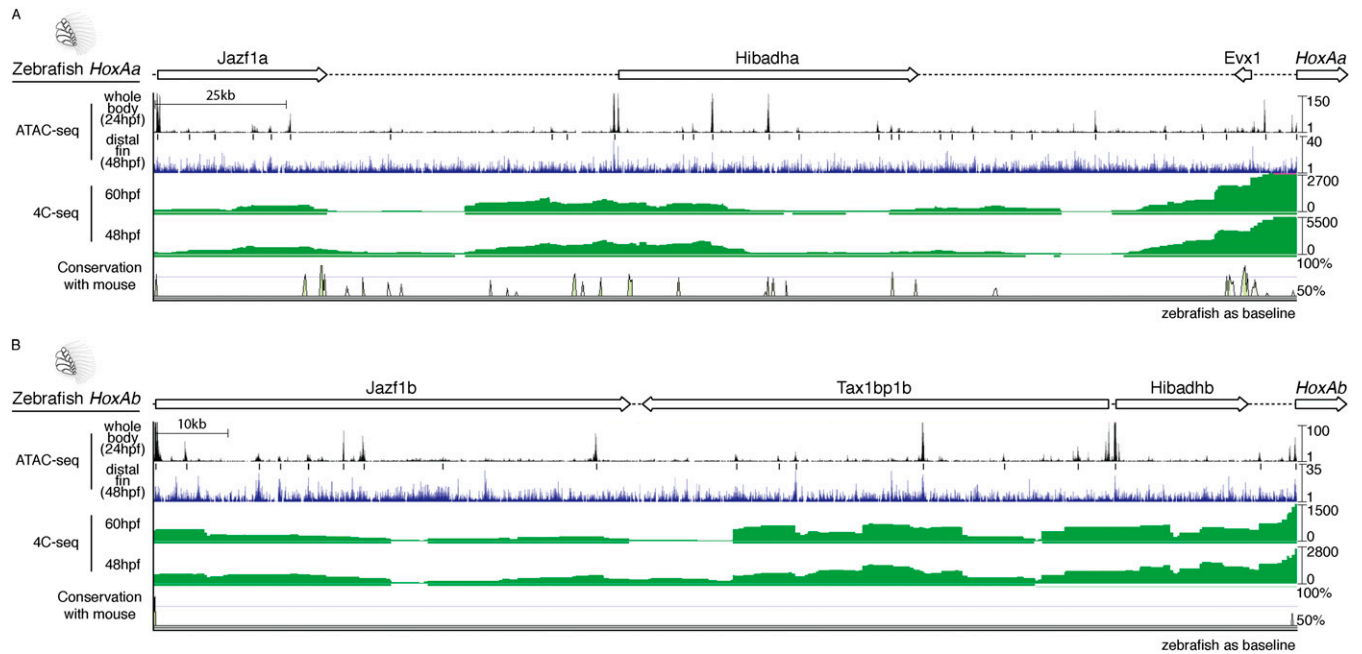 A
Zebrafish HoxAa
Jazf1a
Hibadha
Evx1
HoxAa
25kb
ATAC-seq
whole
body
(24hpf)
150
1
distal
fin
(48hpf)
40
1
4C-seq
60hpf
2700
0
48hpf
5500
0
Conservation
with mouse
100%
50%
zebrafish as baseline
B
Zebrafish HoxAb
Jazf1b
Tax1bp1b
Hibadhb
HoxAb
10kb
ATAC-seq
whole
body
(24hpf)
100
1
distal
fin
(48hpf)
35
1
4C-seq
60hpf
1500
0
48hpf
2800
0
Conservation
with mouse
100%
50%
zebrafish as baseline